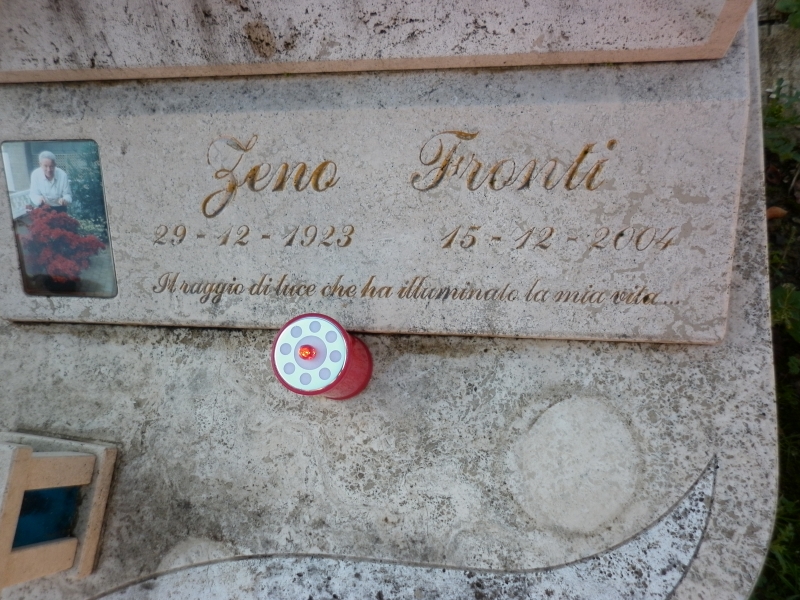 Zeno Fronti
29 - 12 - 1923 15 - 12 - 2004
Il raggio di luce che ha illuminato la mia vita...